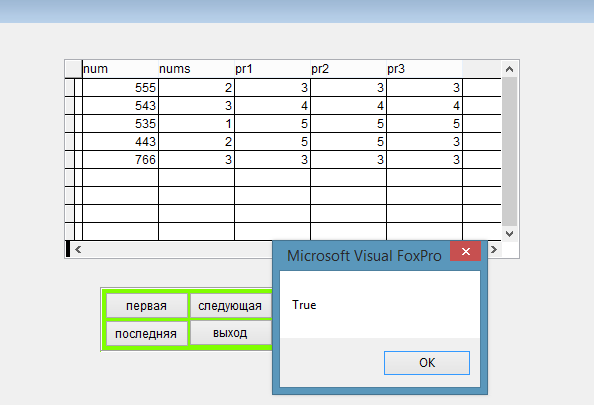 num nums pr1 pr2 pr3
555 2 3 3 3
543 3 4 4 4
535 1 5 5 5
443 2 5 5 3
766 3 3 3 3
Microsoft Visual FoxPro
True
OK
первая следующая
последняя выход